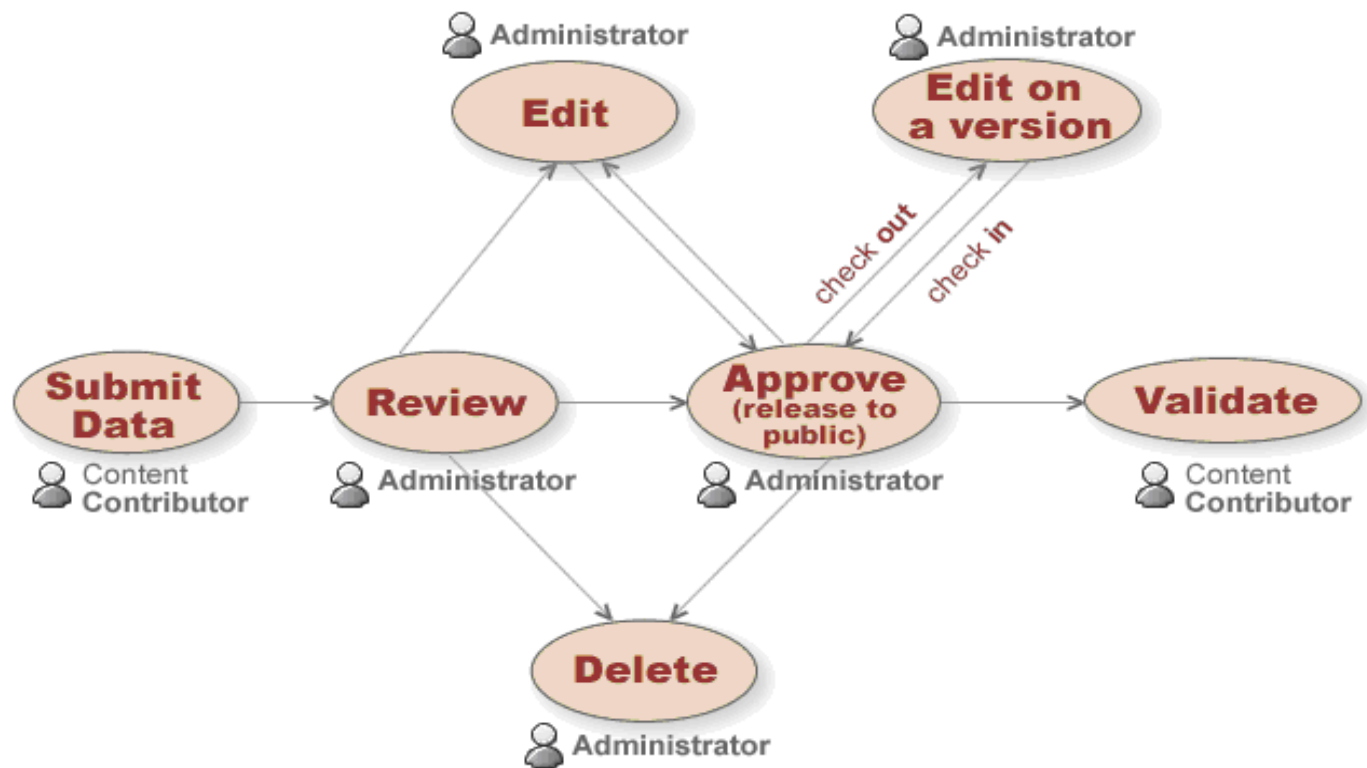 Administrator
Edit
Administrator
Edit on
a version
check out
check in
Submit
Data
Content
Contributor
Review
Administrator
Approve
(release to
public)
Administrator
Validate
Content
Contributor
Delete
Administrator